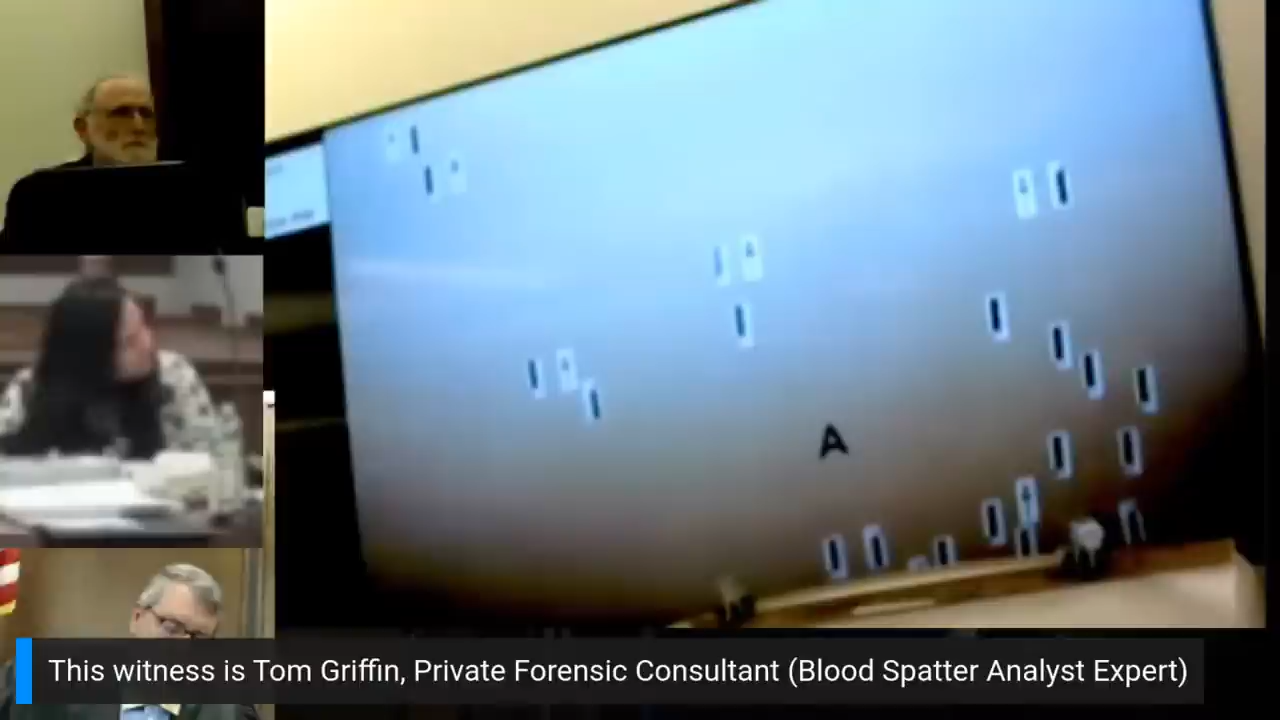 A
This witness is Tom Griffin, Private Forensic Consultant (Blood Spatter Analyst Expert)